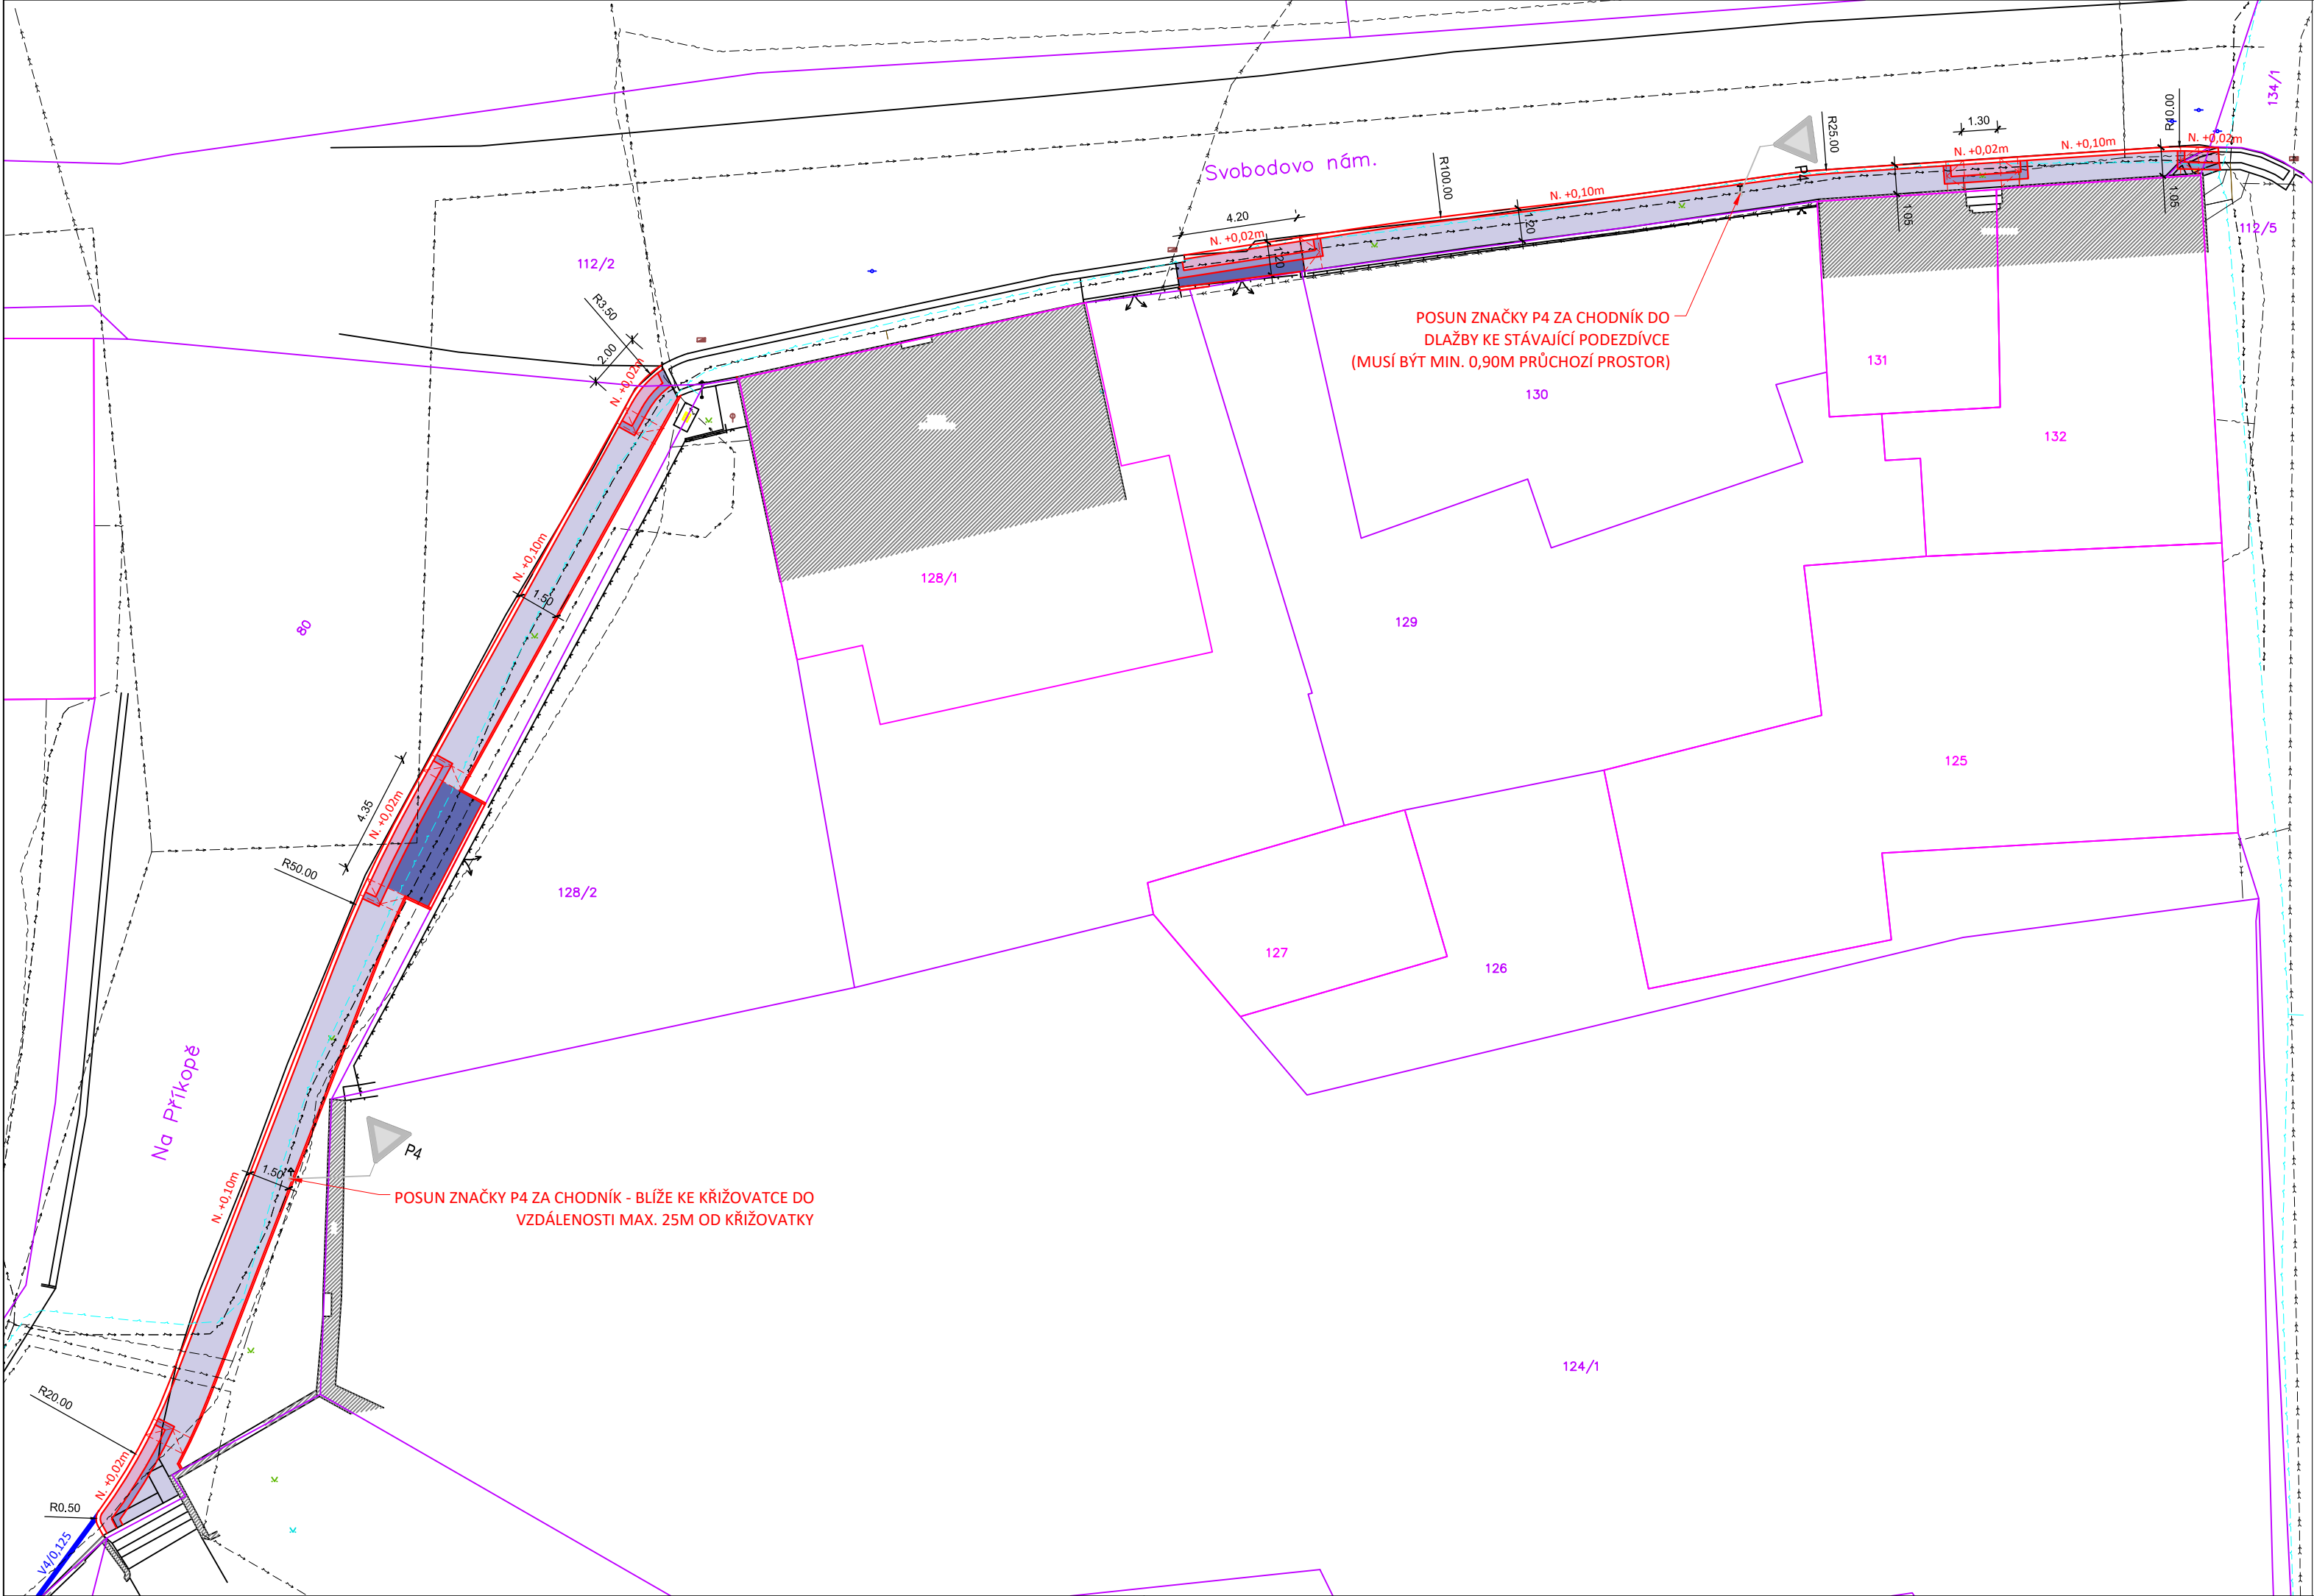 134/1
R10.00
N. +0,02m
1.30
R25.00
N. +0,10m
N. +0,02m
P4
Svobodovo nám.
R100.00
1.05
1.05
N. +0,10m
4.20
1.20
112/5
N. +0,02m
1.20
112/2
R3.50
POSUN ZNAČKY P4 ZA CHODNÍK DO
DLAŽBY KE STÁVAJÍCÍ PODEZDÍVCE
(MUSÍ BÝT MIN. 0,90M PRŮCHOZÍ PROSTOR)
2.00
N. +0,02m
131
130
132
N. +0,10m
128/1
1.50
80
129
125
4.35
N. +0,02m
R50.00
128/2
127
126
Na Příkopě
P4
1.50
N. +0,10m
POSUN ZNAČKY P4 ZA CHODNÍK - BLÍŽE KE KŘIŽOVATCE DO
VZDÁLENOSTI MAX. 25M OD KŘIŽOVATKY
124/1
R20.00
N. +0,02m
R0.50
V4/0,125